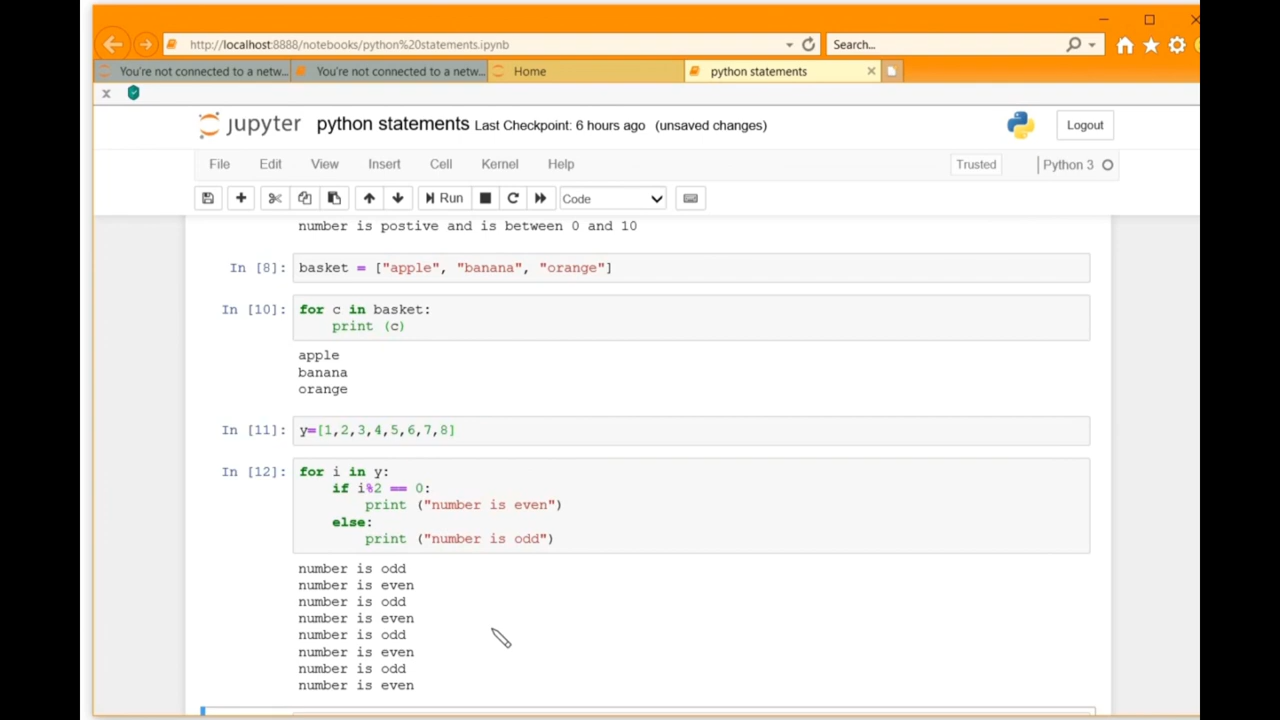 http://localhost:8888/notebooks/python%20statements.ipynb
Search...
You're not connected to a netw...
You're not connected to a netw...
Home
python statements
x
jupyter python statements Last Checkpoint: 6 hours ago (unsaved changes)
Logout
File Edit View Insert Cell Kernel Help
Trusted
Python 3
Run
Code
number is postive and is between 0 and 10
In [8]: basket = ["apple", "banana", "orange"]
In [10]: for c in basket:
print (c)
apple
banana
orange
In [11]: y=[1,2,3,4,5,6,7,8]
In [12]: for i in y:
if i%2 == 0:
print ("number is even")
else:
print ("number is odd")
number is odd
number is even
number is odd
number is even
number is odd
number is even
number is odd
number is even